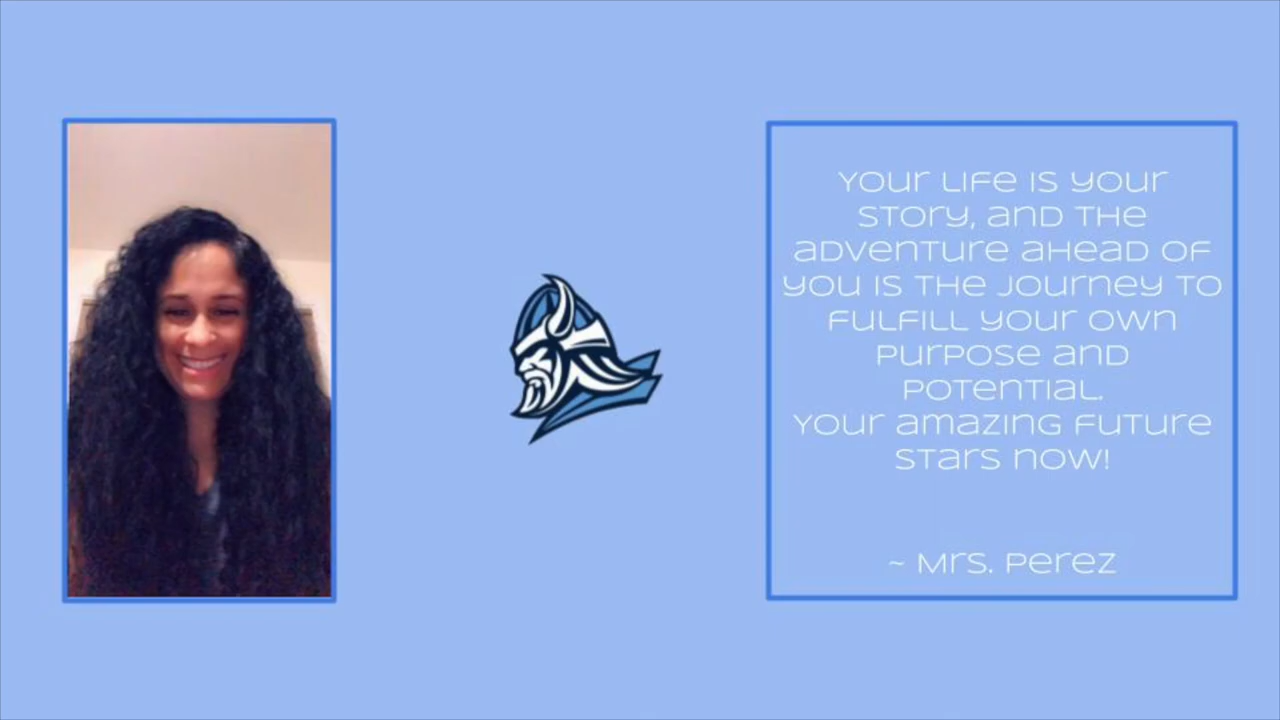 Your Life is your
story, and the
adventure ahead of
you is the journey to
fulfill your own
purpose and
potential.
Your amazing future
stars now!
~ Mrs. Perez